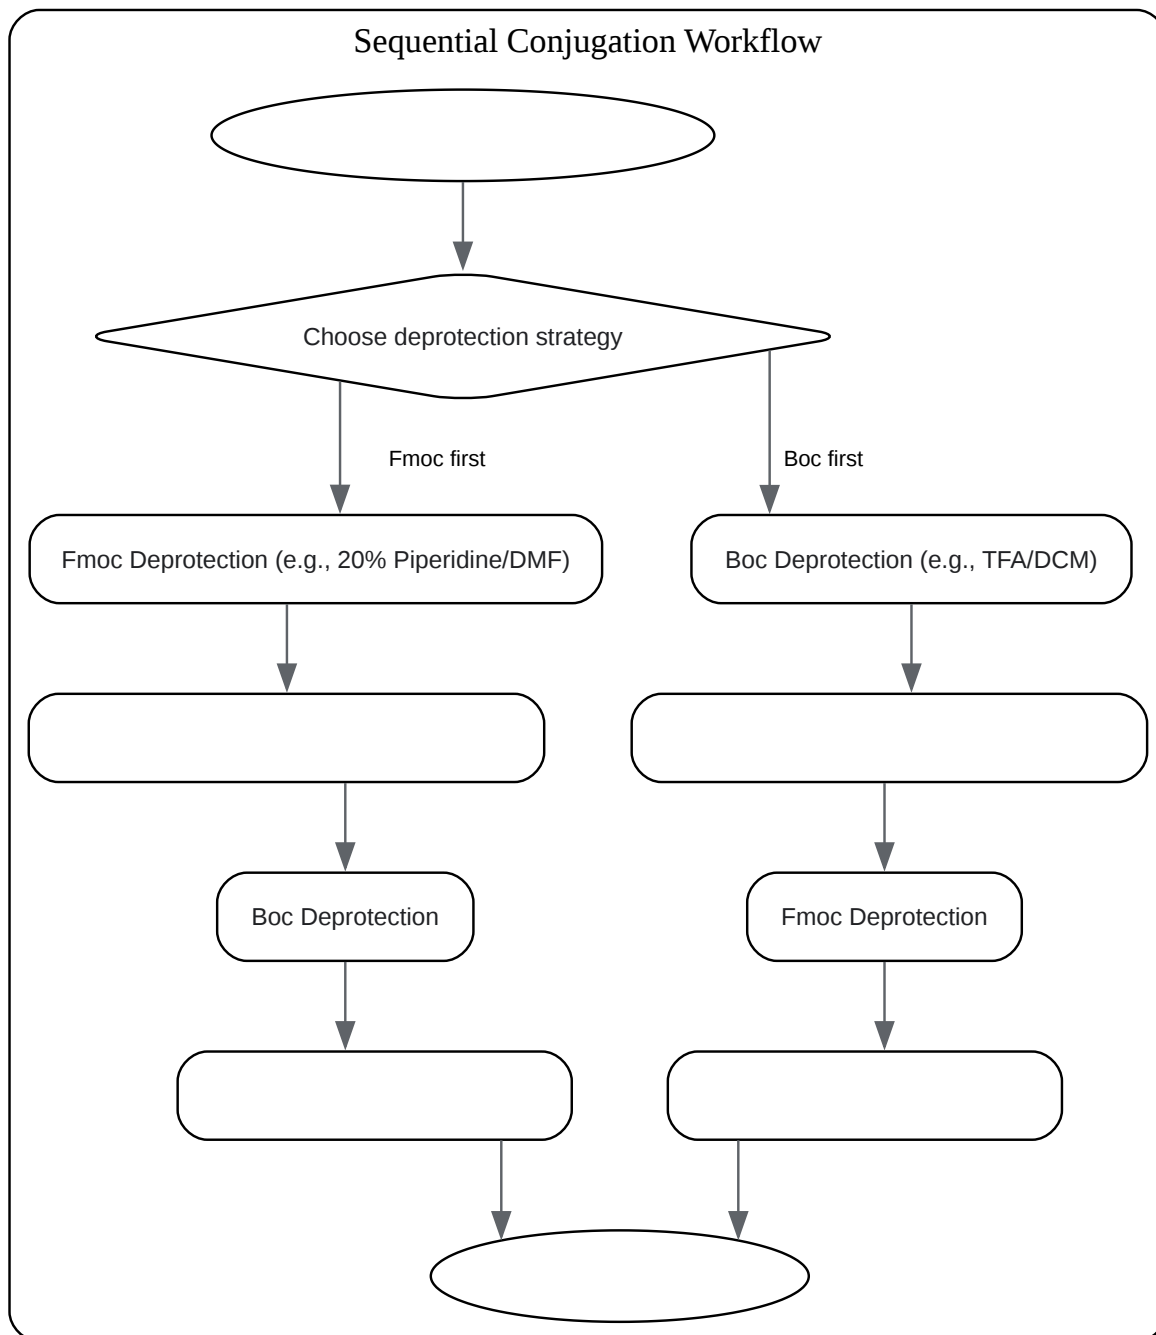 Sequential Conjugation Workflow
Choose deprotection strategy
Fmoc first
Boc first
Fmoc Deprotection (e.g., 20% Piperidine/DMF)
Boc Deprotection (e.g., TFA/DCM)
Boc Deprotection
Fmoc Deprotection